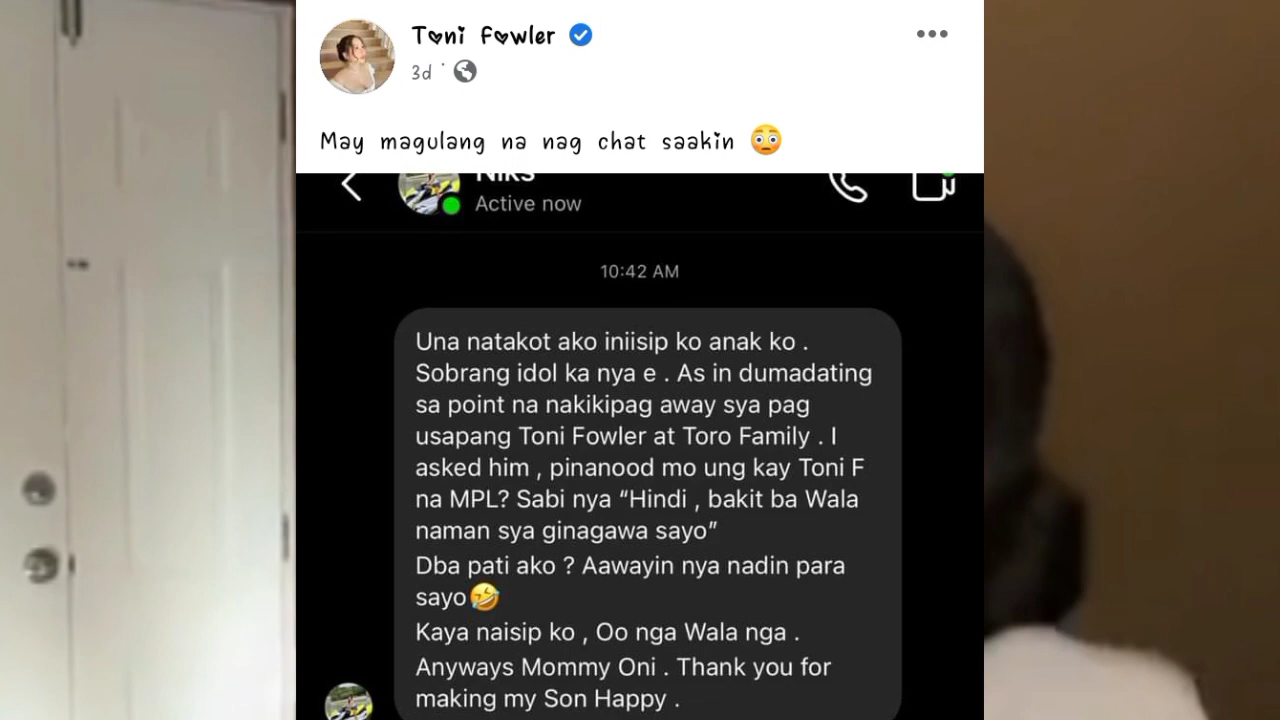 Toni Fowler
3d
May magulang na nag chat saakin 😳
Niks
Active now
10:42 AM
Una natakot ako iniisip ko anak ko .
Sobrang idol ka nya e . As in dumadating
sa point na nakikipag away sya pag
usapang Toni Fowler at Toro Family . I
asked him , pinanood mo ung kay Toni F
na MPL? Sabi nya “Hindi , bakit ba Wala
naman sya ginagawa sayo”
Dba pati ako ? Aawayin nya nadin para
sayo🤣
Kaya naisip ko , Oo nga Wala nga .
Anyways Mommy Oni . Thank you for
making my Son Happy .